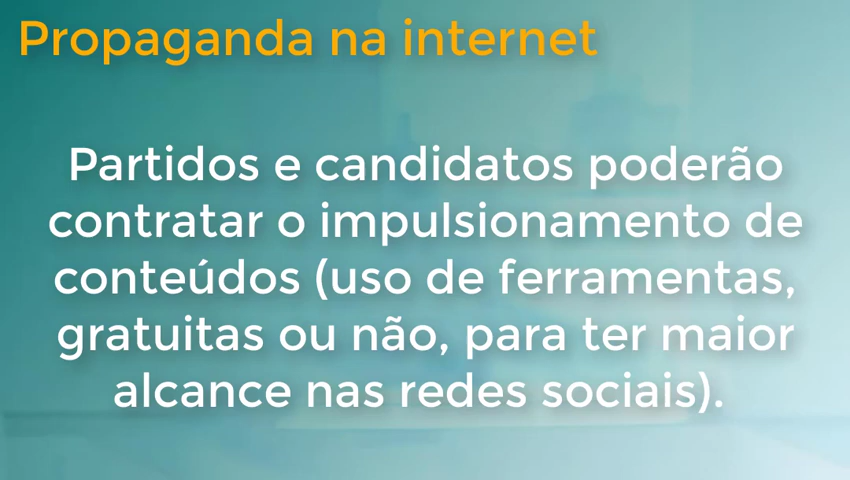 Propaganda na internet
Partidos e candidatos poderão
contratar o impulsionamento de
conteúdos (uso de ferramentas,
gratuitas ou não, para ter maior
alcance nas redes sociais).